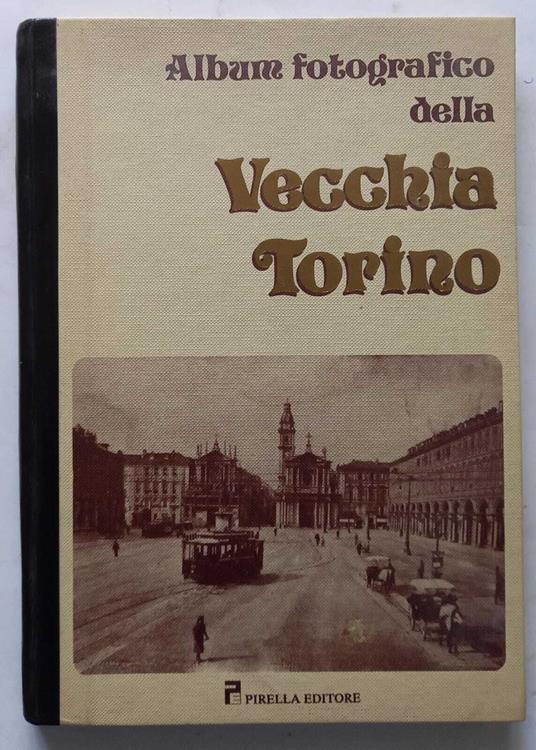 Album fotografico
della
Vecchia
Torino
PIRELLA EDITORE